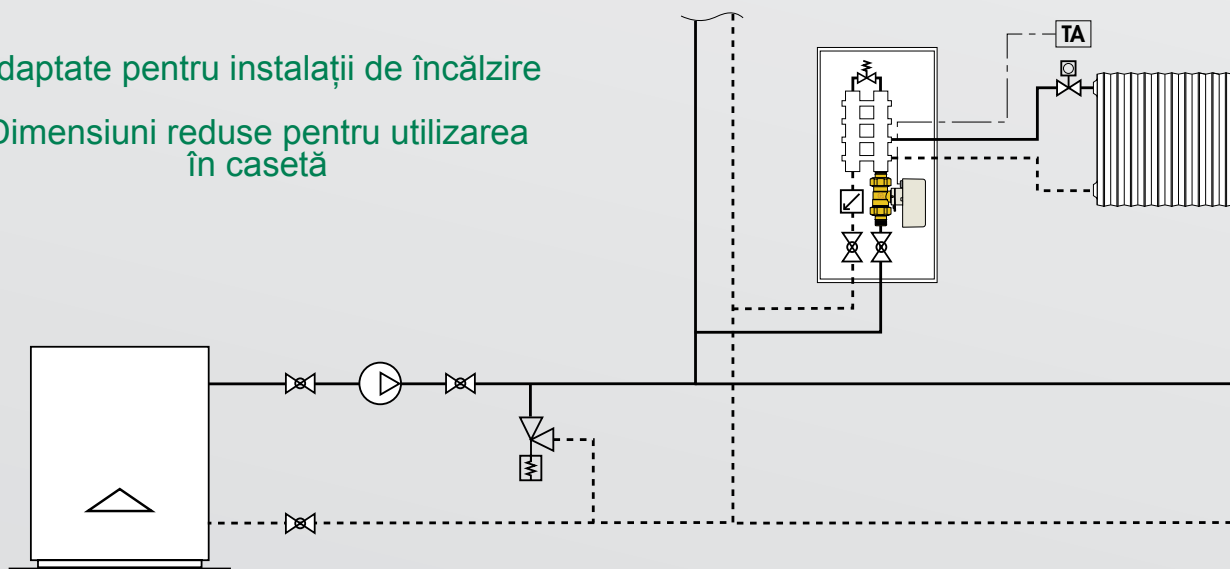 daptate pentru instalații de încălzire
Dimensiuni reduse pentru utilizarea
în casetă
TA